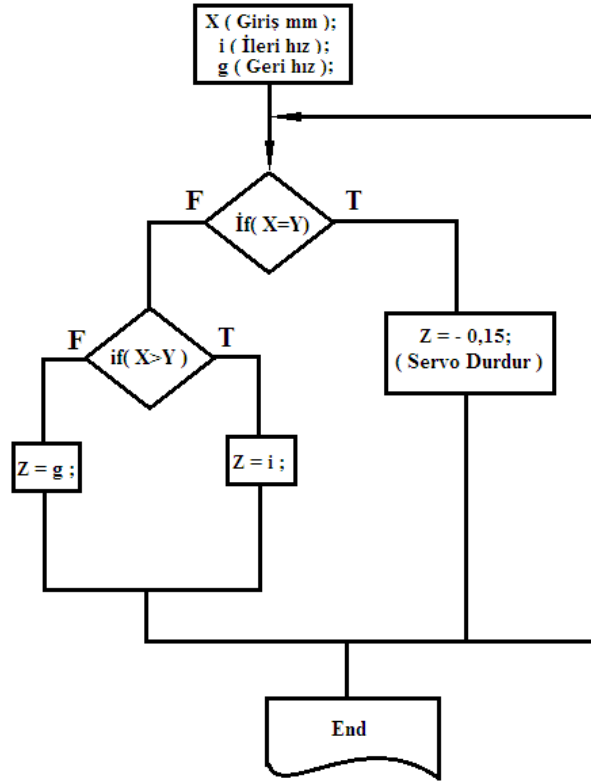 X ( Giriş mm );
i ( İleri hız );
g ( Geri hız );
F
T
İf( X=Y)
F
T
if( X>Y )
Z = - 0,15;
( Servo Durdur )
Z = g ;
Z = i ;
End